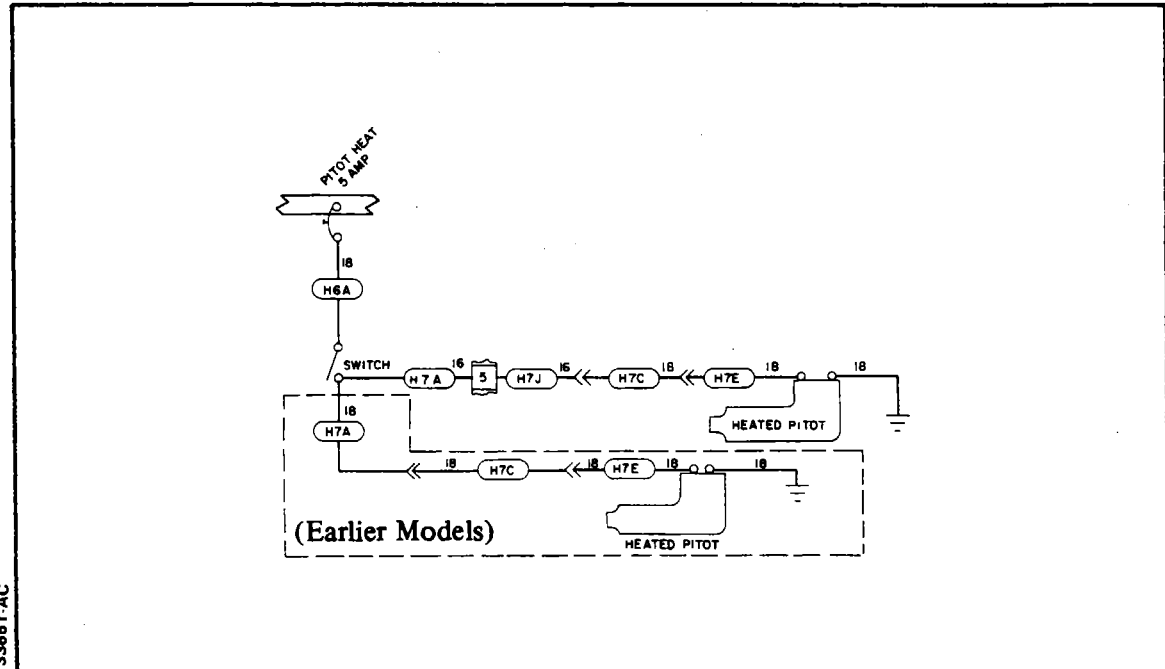 PITOT HEAT
5 AMP
18
H6A
SWITCH
H7A 16 5 H7J 16 H7C 18 H7E 18 18
HEATED PITOT
18
H7A
18 H7C 18 H7E 18 18
(Earlier Models)
HEATED PITOT